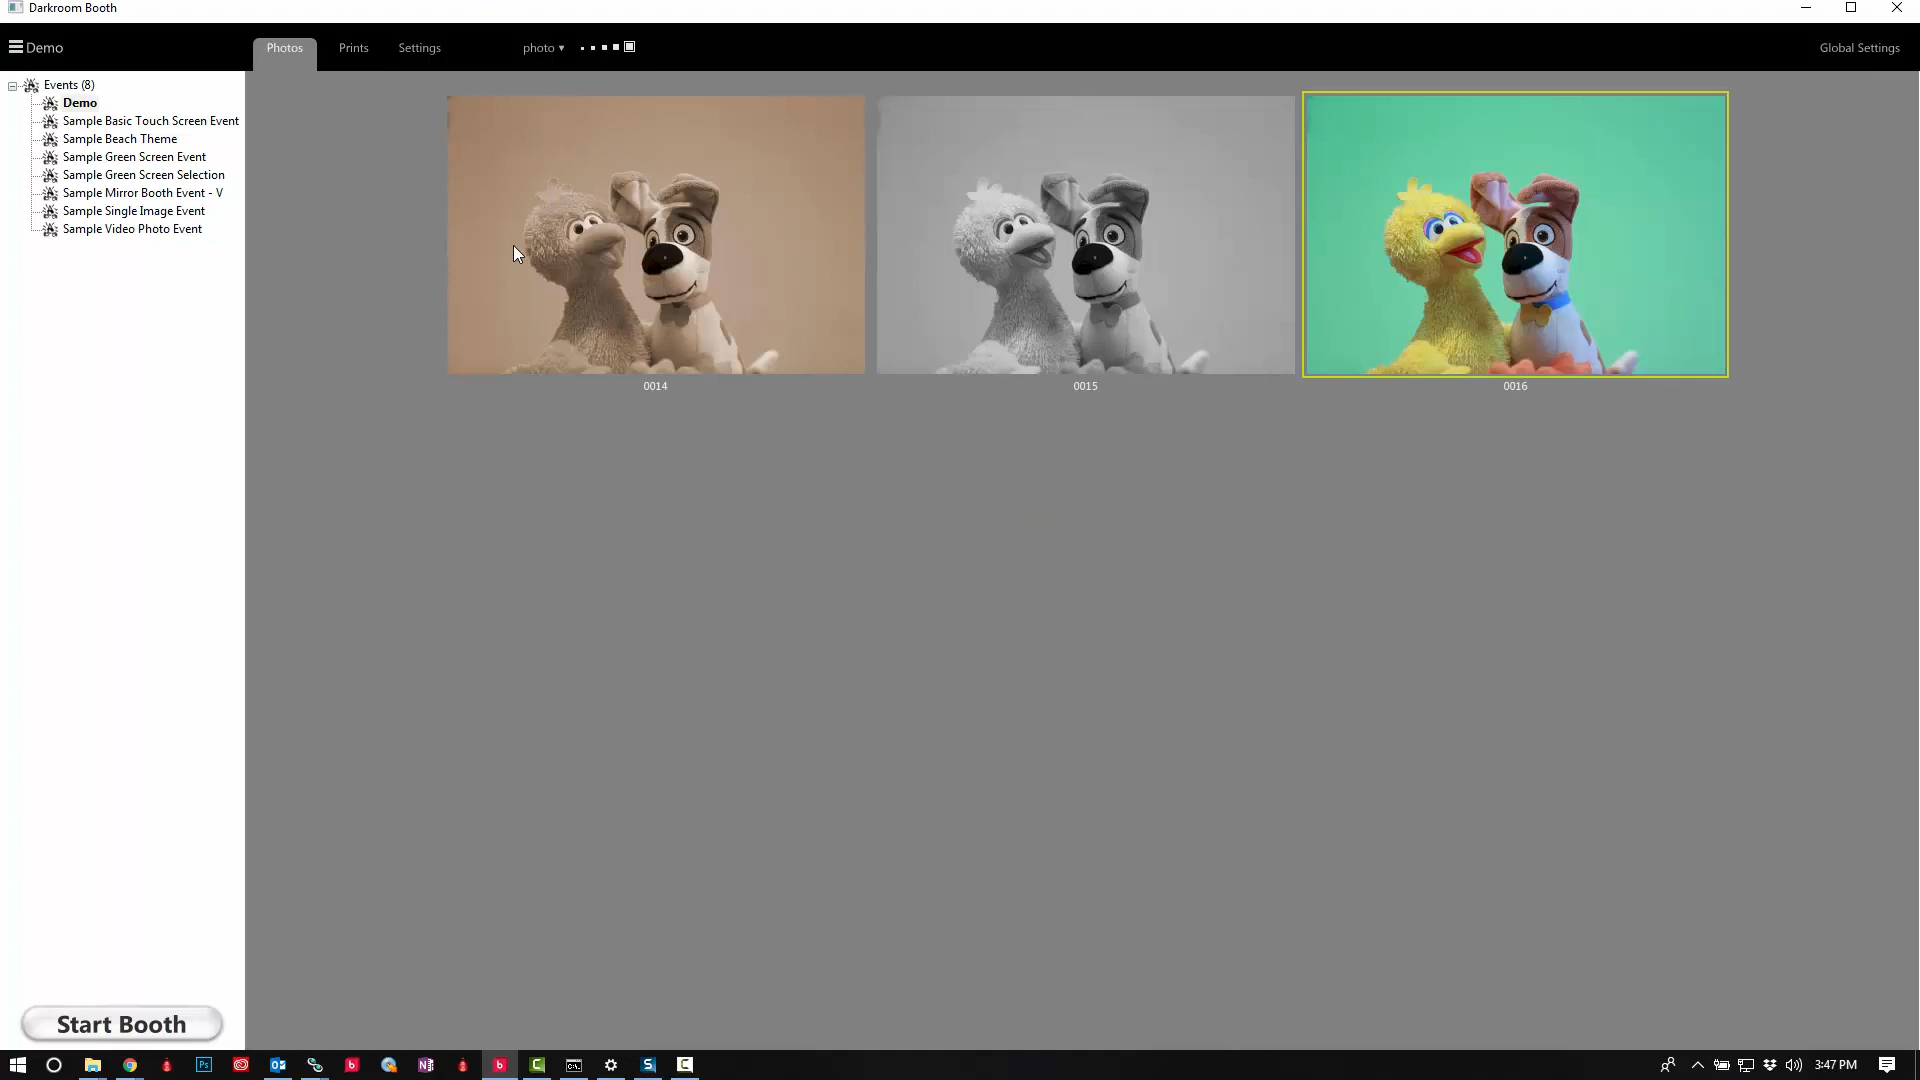 Darkroom Booth
Demo
Photos
Prints
Settings
photo ▾
Global Settings
Events (8)
Demo
Sample Basic Touch Screen Event
Sample Beach Theme
Sample Green Screen Event
Sample Green Screen Selection
Sample Mirror Booth Event - V
Sample Single Image Event
Sample Video Photo Event
0014
0015
0016
Start Booth
3:47 PM